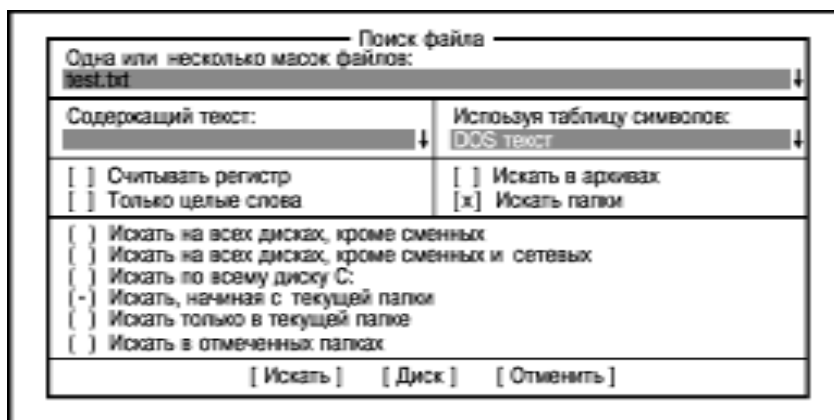 Поиск файла
Одна или несколько масок файлов:
test.txt ↓
Содержащий текст:
↓
Испоьзуя таблицу символов:
DOS текст ↓
[ ] Считывать регистр
[ ] Только целые слова
[ ] Искать в архивах
[x] Искать папки
( ) Искать на всех дисках, кроме сменных
( ) Искать на всех дисках, кроме сменных и сетевых
( ) Искать по всему диску C:
(-) Искать, начиная с текущей папки
( ) Искать только в текущей папке
( ) Искать в отмеченных папках
[ Искать ] [ Диск ] [ Отменить ]